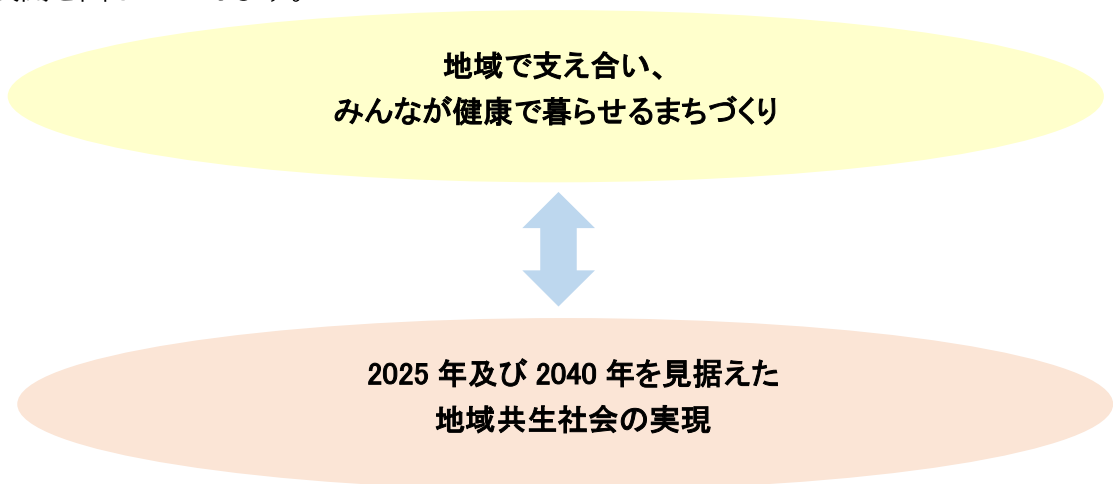 地域で支え合い、
みんなが健康で暮らせるまちづくり
2025 年及び 2040 年を見据えた
地域共生社会の実現